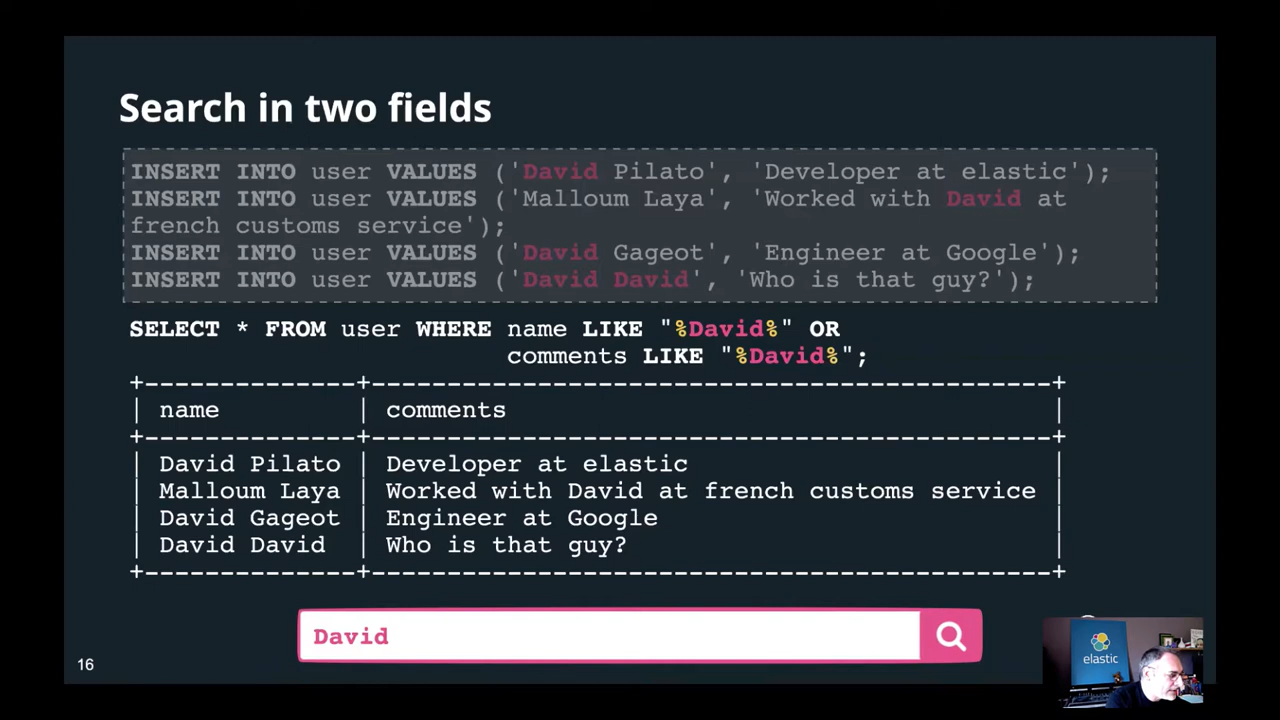 Search in two fields
INSERT INTO user VALUES ('David Pilato', 'Developer at elastic');
INSERT INTO user VALUES ('Malloum Laya', 'Worked with David at
french customs service');
INSERT INTO user VALUES ('David Gageot', 'Engineer at Google');
INSERT INTO user VALUES ('David David', 'Who is that guy?');
SELECT * FROM user WHERE name LIKE "%David%" OR
comments LIKE "%David%";
+--------------+---------------------------------------------+
| name | comments |
+--------------+---------------------------------------------+
| David Pilato | Developer at elastic |
| Malloum Laya | Worked with David at french customs service |
| David Gageot | Engineer at Google |
| David David | Who is that guy? |
+--------------+---------------------------------------------+
David
16
elastic